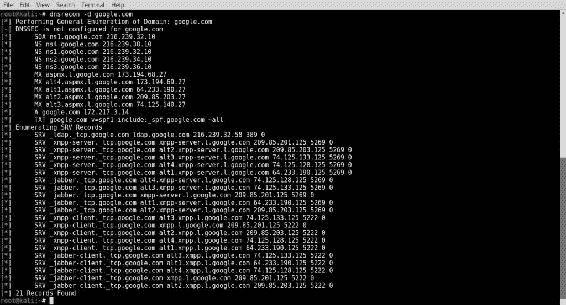 File Edit View Search Terminal Help
root@kali:~# dnsrecon -d google.com
[*] Performing General Enumeration of Domain: google.com
[-] DNSSEC is not configured for google.com
[*] SOA ns1.google.com 216.239.32.10
[*] NS ns4.google.com 216.239.38.10
[*] NS ns1.google.com 216.239.32.10
[*] NS ns2.google.com 216.239.34.10
[*] NS ns3.google.com 216.239.36.10
[*] MX aspmx.l.google.com 173.194.68.27
[*] MX alt4.aspmx.l.google.com
[*] MX alt1.aspmx.l.google.com 64.233.190.27
[*] MX alt2.aspmx.l.google.com 209.85.203.27
[*] MX alt3.aspmx.l.google.com 74.125.140.27
[*] A google.com 172.217.3.14
[*] TXT google.com v=spf1 include:_spf.google.com ~all
[*] Enumerating SRV Records
[*] SRV _ldap._tcp.google.com ldap.google.com 216.239.32.58 389 0
[*] SRV _xmpp-server._tcp.google.com xmpp-server.l.google.com 209.85.201.125 5269 0
[*] SRV _xmpp-server._tcp.google.com alt2.xmpp-server.l.google.com 209.85.203.125 5269 0
[*] SRV _xmpp-server._tcp.google.com alt3.xmpp-server.l.google.com 74.125.133.125 5269 0
[*] SRV _xmpp-server._tcp.google.com alt4.xmpp-server.l.google.com 74.125.128.125 5269 0
[*] SRV _xmpp-server._tcp.google.com alt1.xmpp-server.l.google.com 64.233.190.125 5269 0
[*] SRV _jabber._tcp.google.com alt4.xmpp-server.l.google.com 74.125.128.125 5269 0
[*] SRV _jabber._tcp.google.com alt3.xmpp-server.l.google.com 74.125.133.125 5269 0
[*] SRV _jabber._tcp.google.com xmpp-server.l.google.com 209.85.201.125 5269 0
[*] SRV _jabber._tcp.google.com alt1.xmpp-server.l.google.com 64.233.190.125 5269 0
[*] SRV _jabber._tcp.google.com alt2.xmpp-server.l.google.com 209.85.203.125 5269 0
[*] SRV _xmpp-client._tcp.google.com alt3.xmpp.l.google.com 74.125.133.125 5222 0
[*] SRV _xmpp-client._tcp.google.com xmpp.l.google.com 209.85.201.125 5222 0
[*] SRV _xmpp-client._tcp.google.com alt2.xmpp.l.google.com 209.85.203.125 5222 0
[*] SRV _xmpp-client._tcp.google.com alt4.xmpp.l.google.com 74.125.128.125 5222 0
[*] SRV _xmpp-client._tcp.google.com alt1.xmpp.l.google.com 64.233.190.125 5222 0
[*] SRV _jabber-client._tcp.google.com alt3.xmpp.l.google.com 74.125.133.125 5222 0
[*] SRV _jabber-client._tcp.google.com alt1.xmpp.l.google.com 64.233.190.125 5222 0
[*] SRV _jabber-client._tcp.google.com alt4.xmpp.l.google.com 74.125.128.125 5222 0
[*] SRV _jabber-client._tcp.google.com xmpp.l.google.com 209.85.201.125 5222 0
[*] SRV _jabber-client._tcp.google.com alt2.xmpp.l.google.com 209.85.203.125 5222 0
[*] 21 Records Found
root@kali:~#